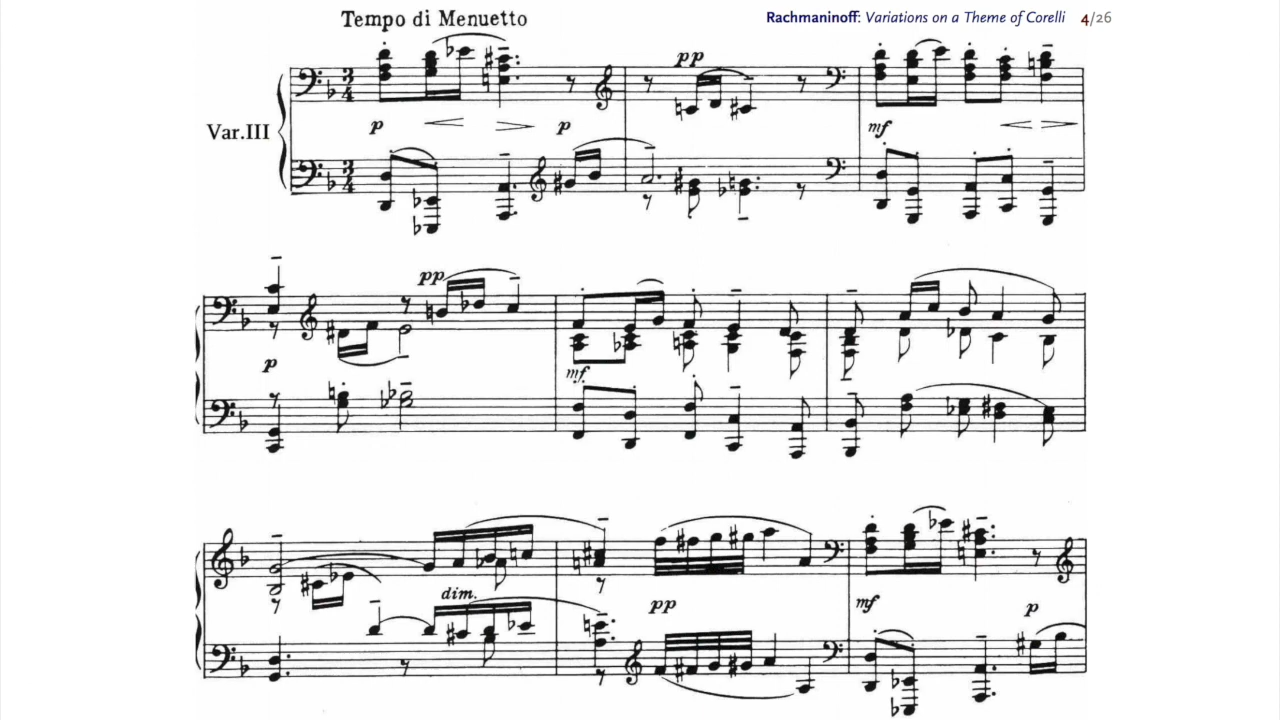 Tempo di Menuetto
Rachmaninoff: Variations on a Theme of Corelli 4/26
pp
Var.III
p
p
mf
pp
p
mf
dim.
pp
mf
p